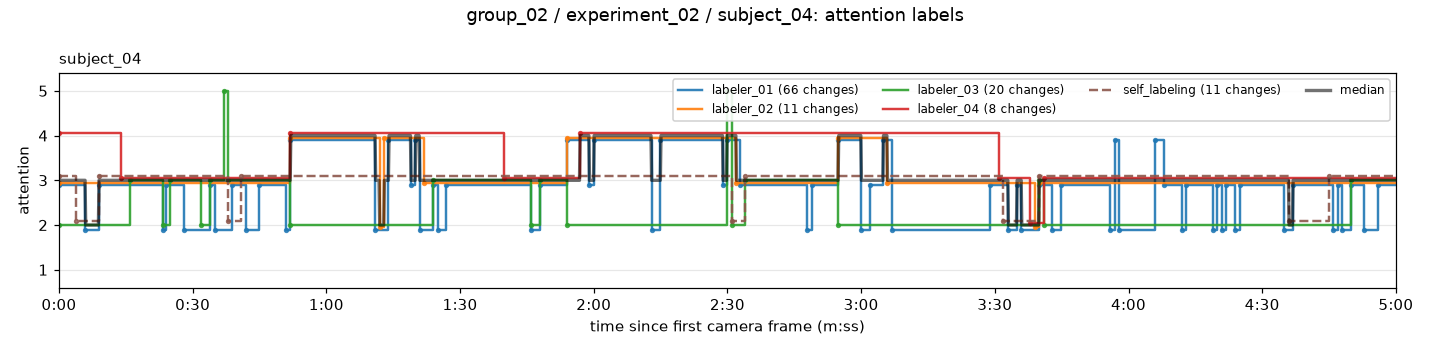 group_02 / experiment_02 / subject_04: attention labels
subject_04
labeler_01 (66 changes)
labeler_02 (11 changes)
labeler_03 (20 changes)
labeler_04 (8 changes)
self_labeling (11 changes)
median
attention
5
4
3
2
1
0:00 0:30 1:00 1:30 2:00 2:30 3:00 3:30 4:00 4:30 5:00
time since first camera frame (m:ss)